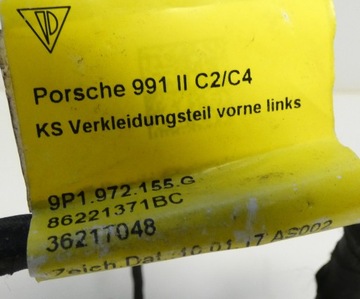 Porsche 991 II C2/C4
KS Verkleidungsteil vorne links
9P1.972.155.G
86221371BC
36217048
Zeich.Dat. 10.01.17 AS002